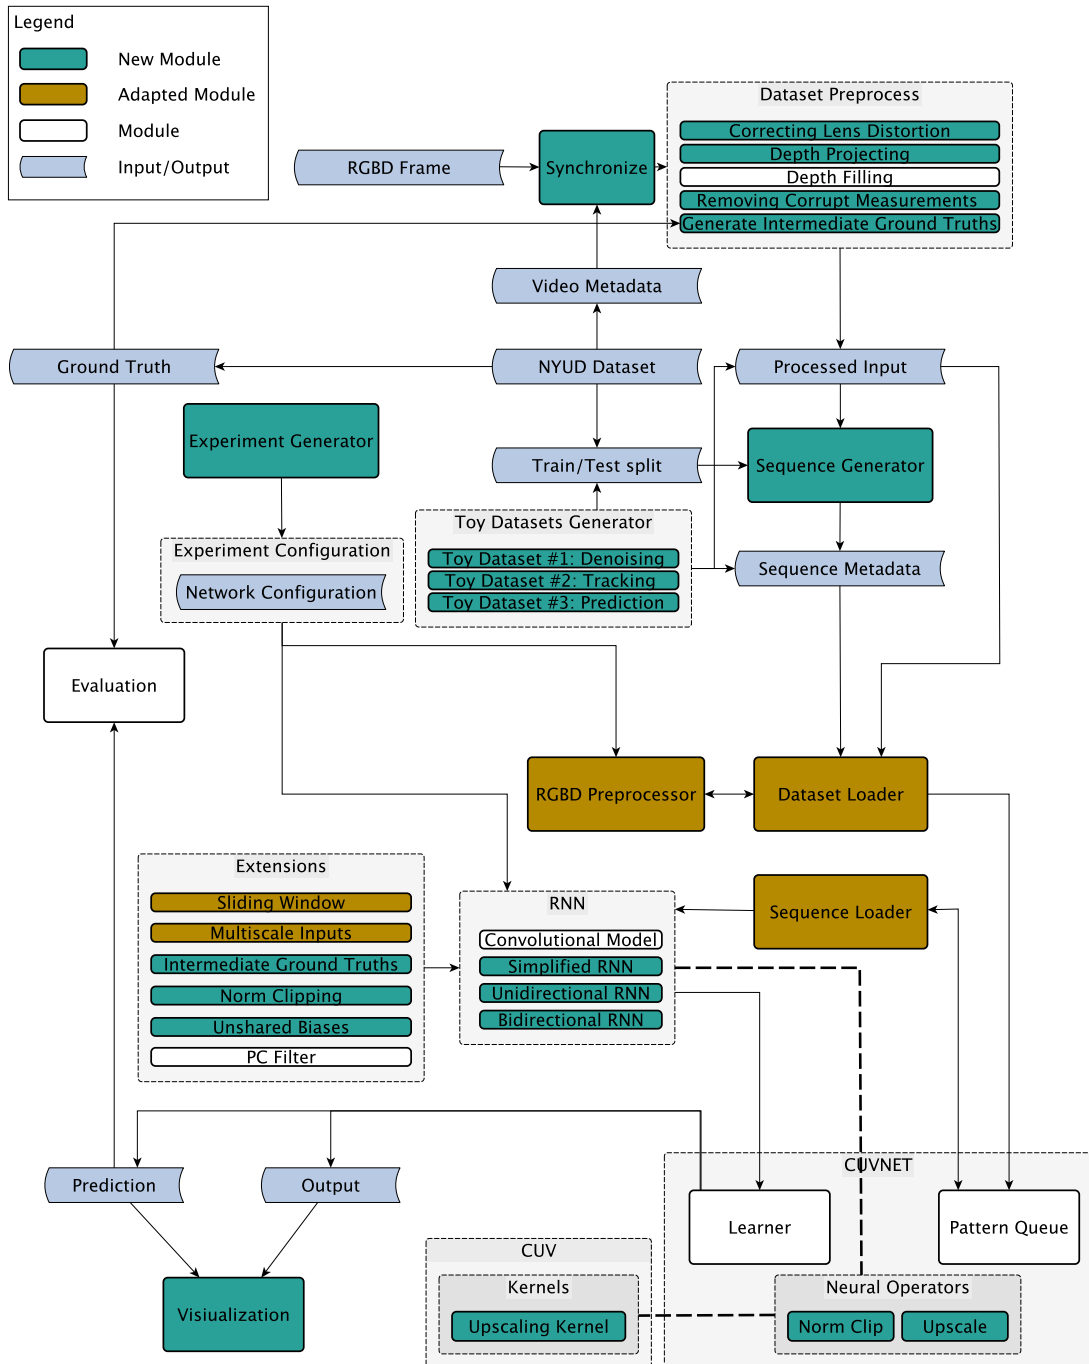 Legend
New Module
Adapted Module
Module
Input/Output
Dataset Preprocess
Correcting Lens Distortion
Depth Projecting
Depth Filling
Removing Corrupt Measurements
Generate Intermediate Ground Truths
RGBD Frame
Synchronize
Video Metadata
Ground Truth
NYUD Dataset
Processed Input
Experiment Generator
Train/Test split
Sequence Generator
Toy Datasets Generator
Toy Dataset #1: Denoising
Toy Dataset #2: Tracking
Toy Dataset #3: Prediction
Experiment Configuration
Network Configuration
Sequence Metadata
Evaluation
RGBD Preprocessor
Dataset Loader
Extensions
Sliding Window
Multiscale Inputs
Intermediate Ground Truths
Norm Clipping
Unshared Biases
PC Filter
RNN
Convolutional Model
Simplified RNN
Unidirectional RNN
Bidirectional RNN
Sequence Loader
Prediction
Output
CUVNET
Learner
Pattern Queue
Visiualization
CUV
Kernels
Upscaling Kernel
Neural Operators
Norm Clip
Upscale